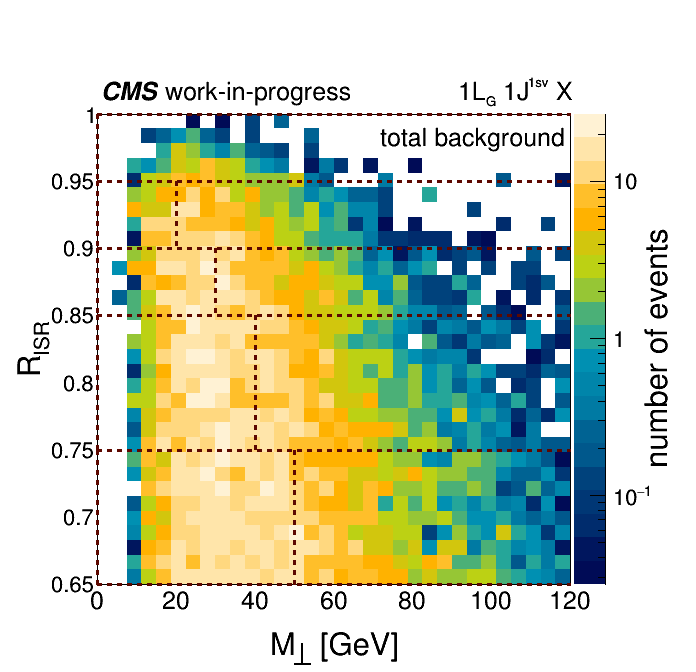 CMS work-in-progress 1L_G 1J^1sv X
total background
1
0.95
0.9
0.85
0.8
0.75
0.7
0.65
R_ISR
0 20 40 60 80 100 120
M_⊥ [GeV]
10
1
10^−1
number of events